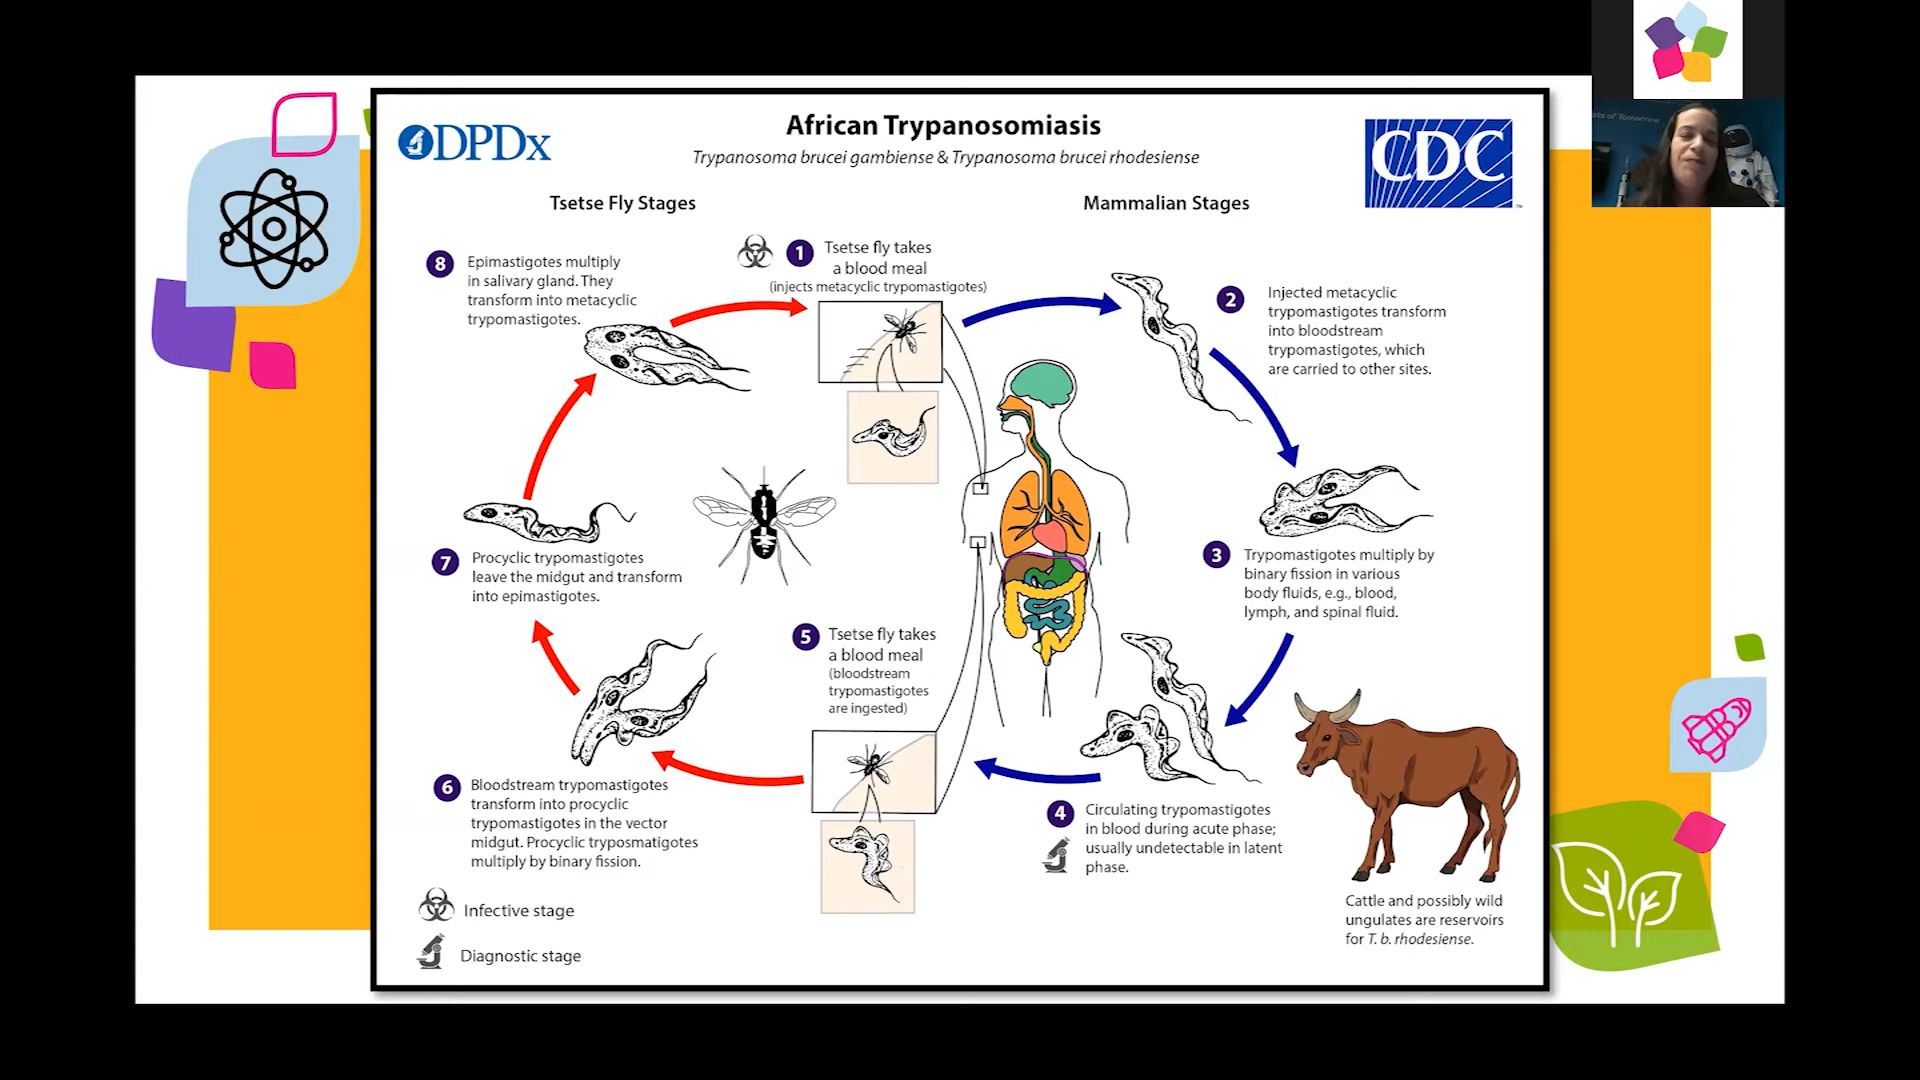 DPDx
African Trypanosomiasis
Trypanosoma brucei gambiense & Trypanosoma brucei rhodesiense
CDC
TM
Tsetse Fly Stages
Mammalian Stages
1
Tsetse fly takes
a blood meal
(injects metacyclic trypomastigotes)
2
Injected metacyclic
trypomastigotes transform
into bloodstream
trypomastigotes, which
are carried to other sites.
3
Trypomastigotes multiply by
binary fission in various
body fluids, e.g., blood,
lymph, and spinal fluid.
4
Circulating trypomastigotes
in blood during acute phase;
usually undetectable in latent
phase.
5
Tsetse fly takes
a blood meal
(bloodstream
trypomastigotes
are ingested)
6
Bloodstream trypomastigotes
transform into procyclic
trypomastigotes in the vector
midgut. Procyclic tryposmatigotes
multiply by binary fission.
7
Procyclic trypomastigotes
leave the midgut and transform
into epimastigotes.
8
Epimastigotes multiply
in salivary gland. They
transform into metacyclic
trypomastigotes.
Infective stage
Diagnostic stage
Cattle and possibly wild
ungulates are reservoirs
for T. b. rhodesiense.
of Tomorrow